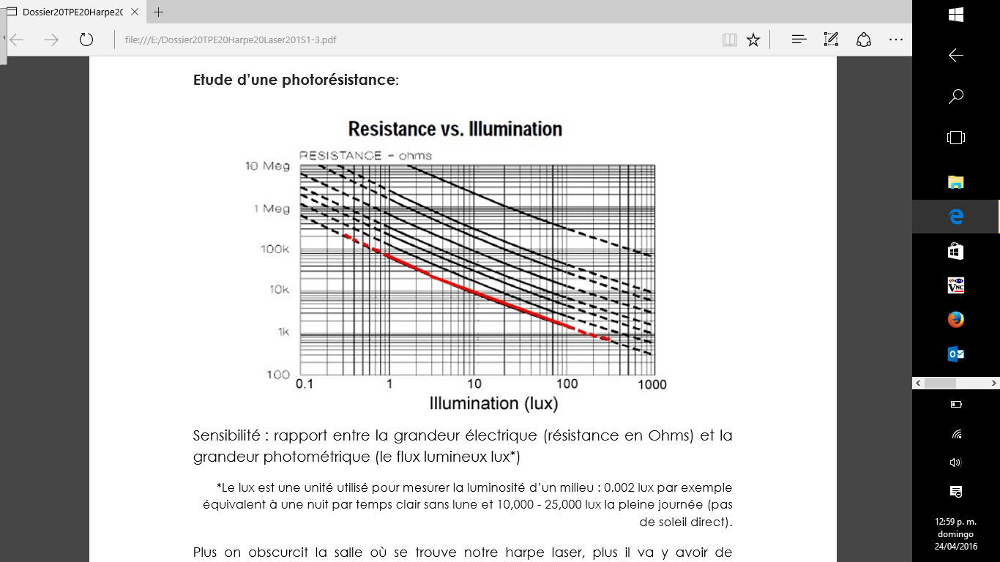 Dossier20TPE20Harpe20
file:///E:/Dossier20TPE20Harpe20Laser201S1-3.pdf
Etude d'une photorésistance:
Resistance vs. Illumination
RESISTANCE - ohms
10 Meg
1 Meg
100k
10k
1k
100
0.1 1 10 100 1000
Illumination (lux)
Sensibilité : rapport entre la grandeur électrique (résistance en Ohms) et la
grandeur photométrique (le flux lumineux lux*)
*Le lux est une unité utilisé pour mesurer la luminosité d'un milieu : 0.002 lux par exemple
équivalent à une nuit par temps clair sans lune et 10,000 - 25,000 lux la pleine journée (pas
de soleil direct).
Plus on obscurcit la salle où se trouve notre harpe laser, plus il va y avoir de
VNC
12:59 p. m.
domingo
24/04/2016